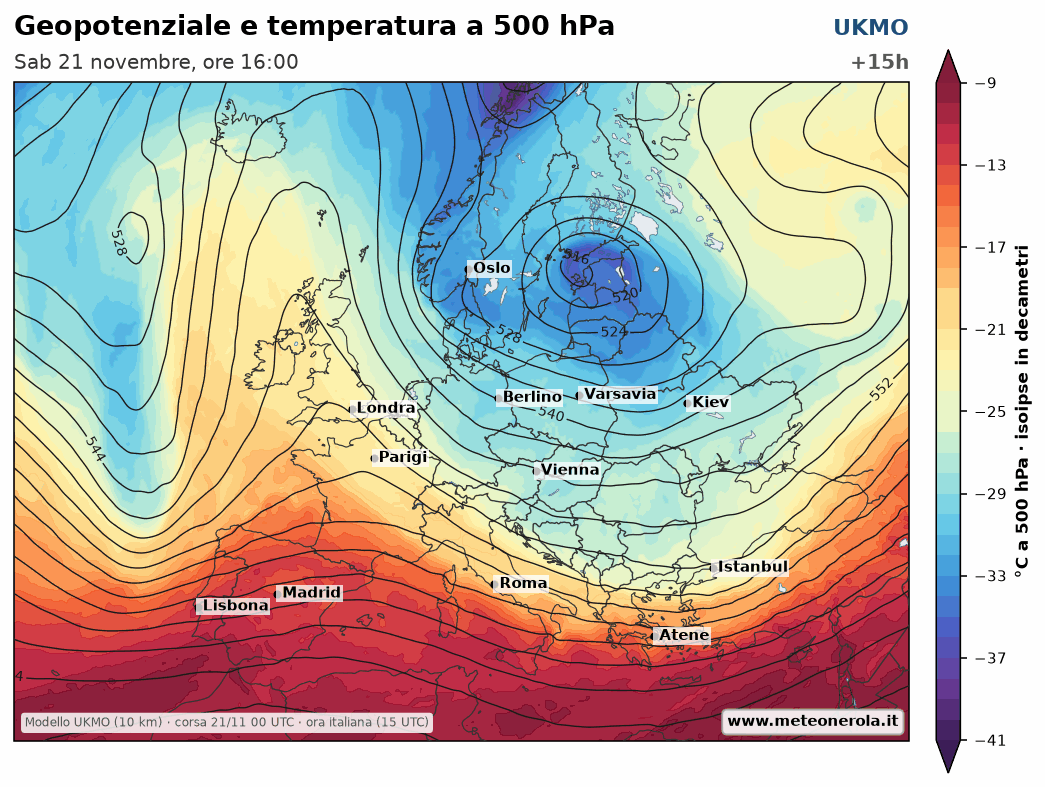 Geopotenziale e temperatura a 500 hPa
UKMO
Sab 21 novembre, ore 16:00
+15h
528
516
520
524
528
540
544
552
4
Oslo
Londra
Berlino
Varsavia
Kiev
Parigi
Vienna
Istanbul
Roma
Madrid
Lisbona
Atene
Modello UKMO (10 km) · corsa 21/11 00 UTC · ora italiana (15 UTC)
www.meteonerola.it
−9
−13
−17
−21
−25
−29
−33
−37
−41
°C a 500 hPa · isoipse in decametri